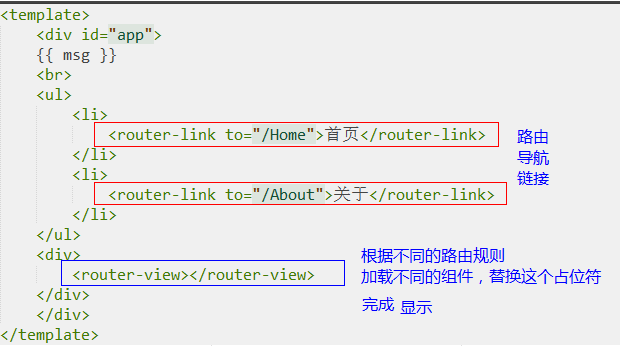 <template>
<div id="app">
{{ msg }}
<br>
<ul>
<li>
<router-link to="/Home">首页</router-link>
路由
导航
链接
</li>
<li>
<router-link to="/About">关于</router-link>
</li>
</ul>
<div>
根据不同的路由规则
<router-view></router-view>
加载不同的组件，替换这个占位符
</div>
完成 显示
</div>
</template>